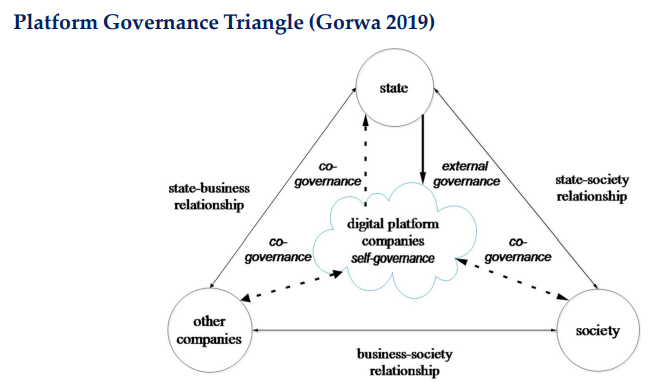 Platform Governance Triangle (Gorwa 2019)
state
co-
governance
external
governance
state-business
relationship
state-society
relationship
digital platform
companies
self-governance
co-
governance
co-
governance
other
companies
society
business-society
relationship